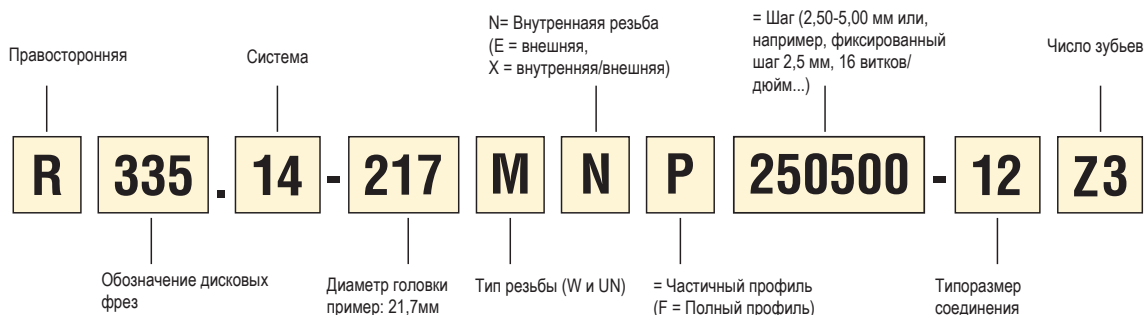 Правосторонняя
Система
N= Внутреннаяя резьба
(E = внешняя,
X = внутренняя/внешняя)
= Шаг (2,50-5,00 мм или,
например, фиксированный
шаг 2,5 мм, 16 витков/
дюйм...)
Число зубьев
R 335 . 14 - 217 M N P 250500 - 12 Z3
Обозначение дисковых
фрез
Диаметр головки
пример: 21,7мм
Тип резьбы (W и UN)
= Частичный профиль
(F = Полный профиль)
Типоразмер
соединения